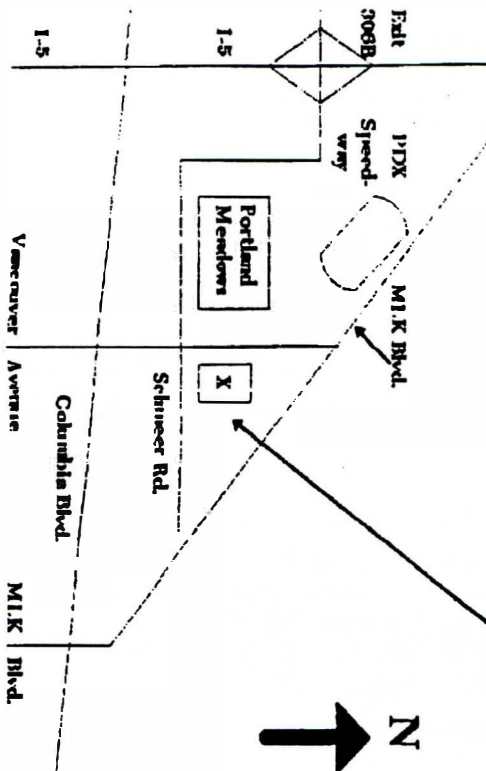 Exit
306B
I-5
I-5
PDX
Speed-
way
Portland
Meadows
MLK Blvd.
X
Schmeer Rd.
Vancouver Avenue
Columbia Blvd.
MLK Blvd.
N